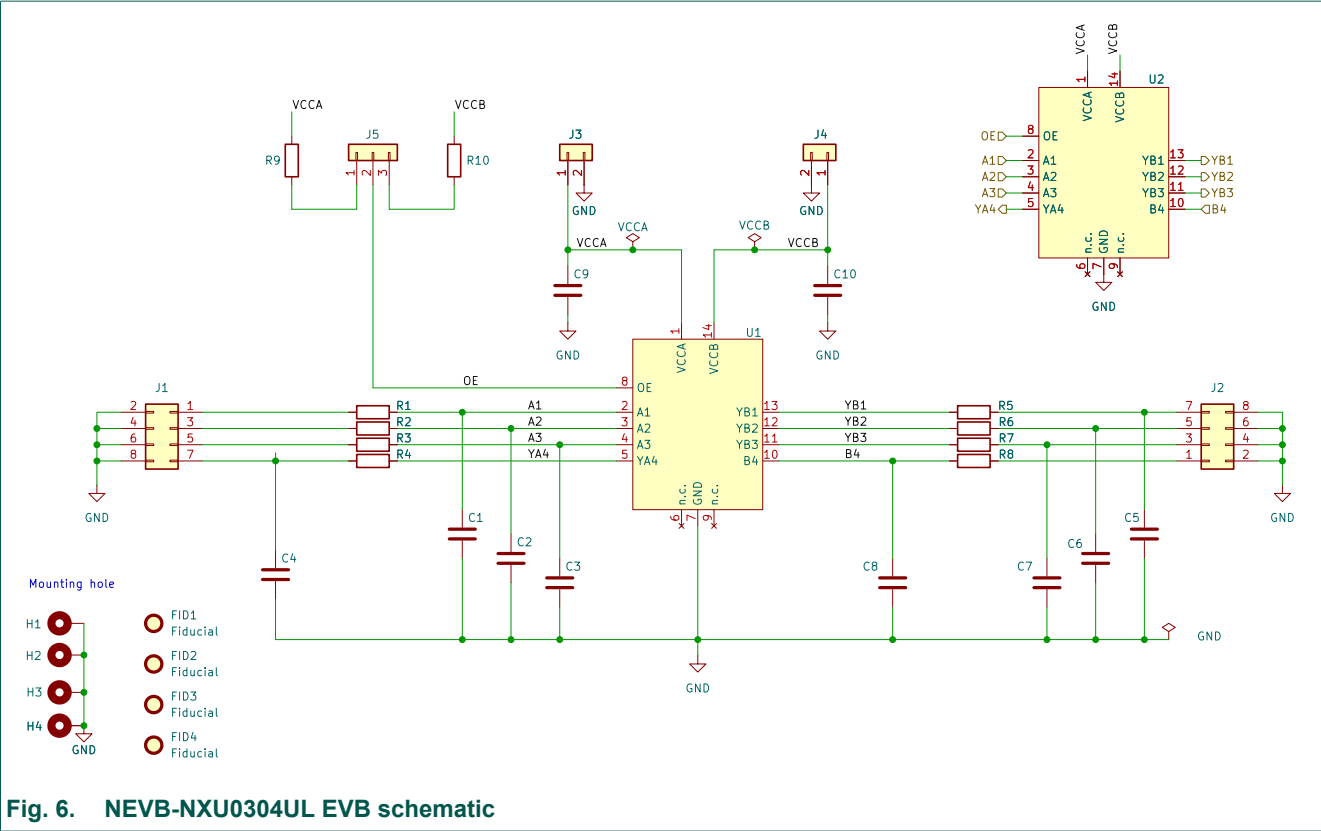 VCCA
VCCB
U2
1
14
VCCA
VCCB
OE
8
OE
A1
2
A1
YB1
13
YB1
A2
3
A2
YB2
12
YB2
A3
4
A3
YB3
11
YB3
YA4
5
YA4
B4
10
B4
n.c.
GND
n.c.
6
7
9
GND
VCCA
VCCB
R9
J5
R10
1
2
3
J3
1
2
GND
J4
2
1
GND
VCCA
VCCA
VCCB
VCCB
C9
GND
C10
GND
1
14
U1
VCCA
VCCB
OE
8
OE
J1
2
1
R1
A1
2
A1
YB1
13
YB1
R5
4
3
R2
A2
3
A2
YB2
12
YB2
R6
6
5
R3
A3
4
A3
YB3
11
YB3
R7
8
7
R4
YA4
5
YA4
B4
10
B4
R8
J2
7
8
5
6
3
4
1
2
GND
GND
n.c.
GND
n.c.
6
7
9
C1
C2
C3
C4
C5
C6
C7
C8
GND
GND
Mounting hole
H1
H2
H3
H4
GND
FID1
Fiducial
FID2
Fiducial
FID3
Fiducial
FID4
Fiducial
Fig. 6. NEVB-NXU0304UL EVB schematic